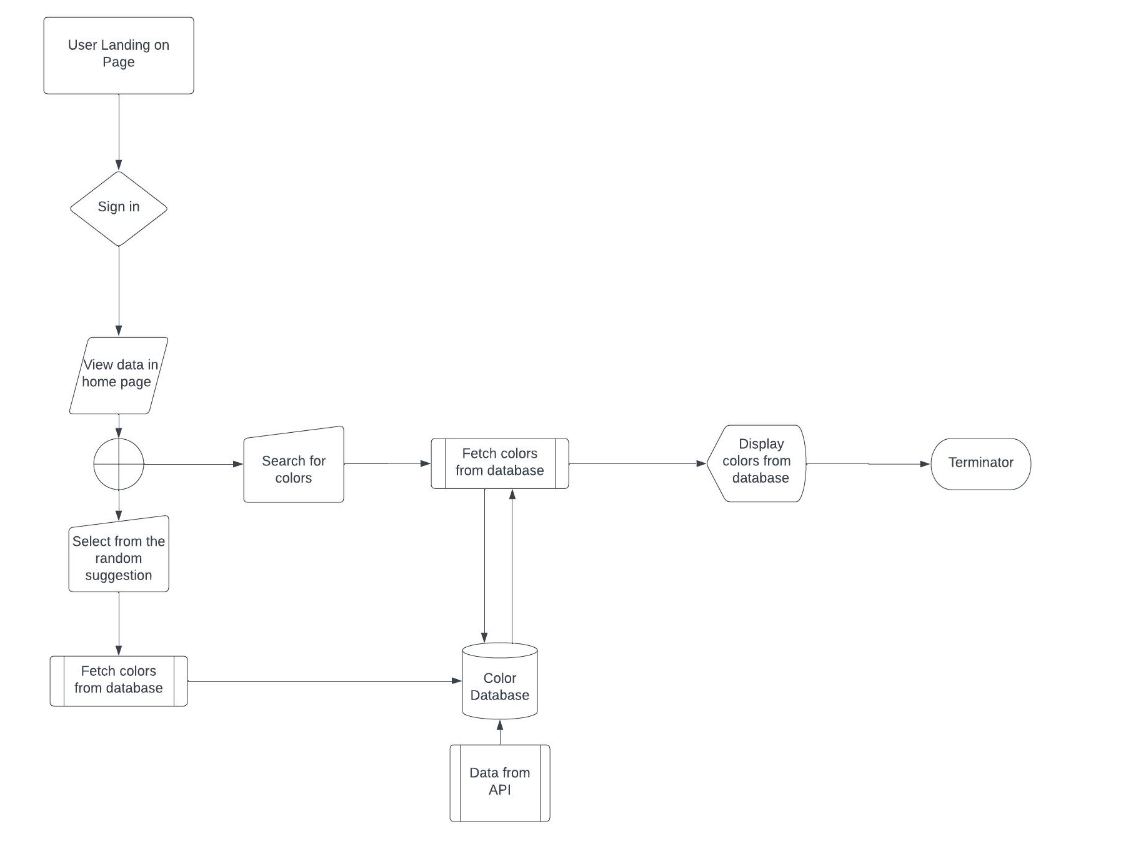 User Landing on
Page
Sign in
View data in
home page
Search for
colors
Fetch colors
from database
Display
colors from
database
Terminator
Select from the
random
suggestion
Fetch colors
from database
Color
Database
Data from
API